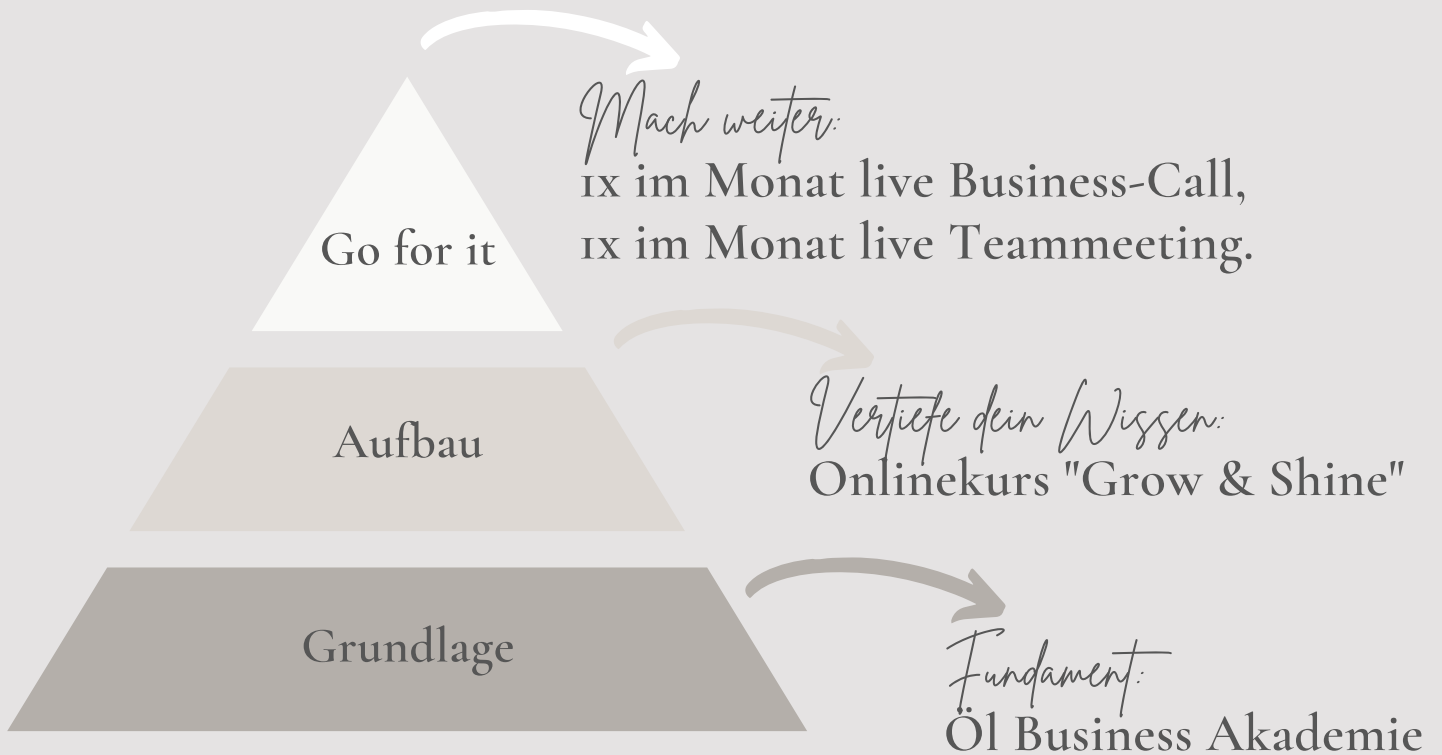 Mach weiter:
1x im Monat live Business-Call,
1x im Monat live Teammeeting.
Go for it
Vertiefe dein Wissen:
Onlinekurs "Grow & Shine"
Aufbau
Fundament:
Öl Business Akademie
Grundlage